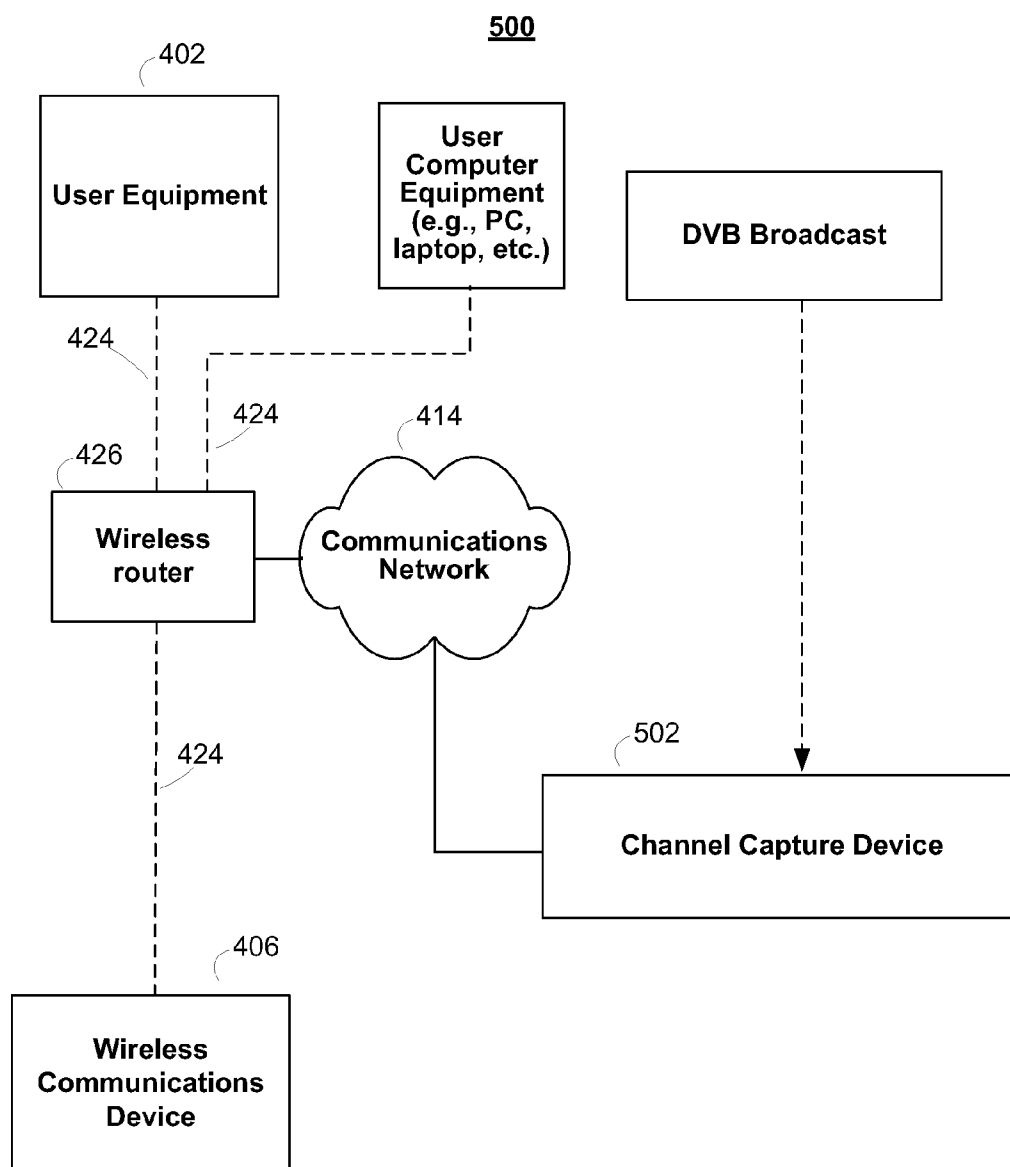 500
402
User Equipment
User
Computer
Equipment
(e.g., PC,
laptop, etc.)
DVB Broadcast
424
424
414
426
Wireless
router
Communications
Network
502
424
Channel Capture Device
406
Wireless
Communications
Device